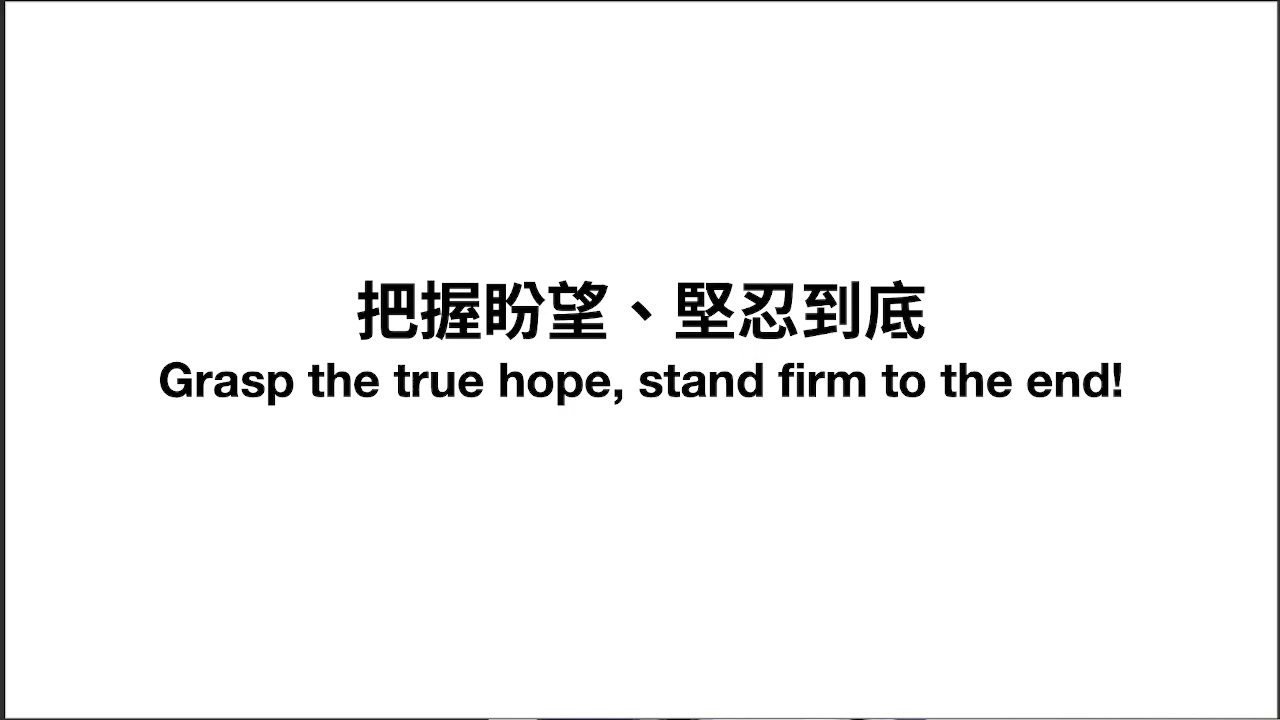 把握盼望、堅忍到底
Grasp the true hope, stand firm to the end!